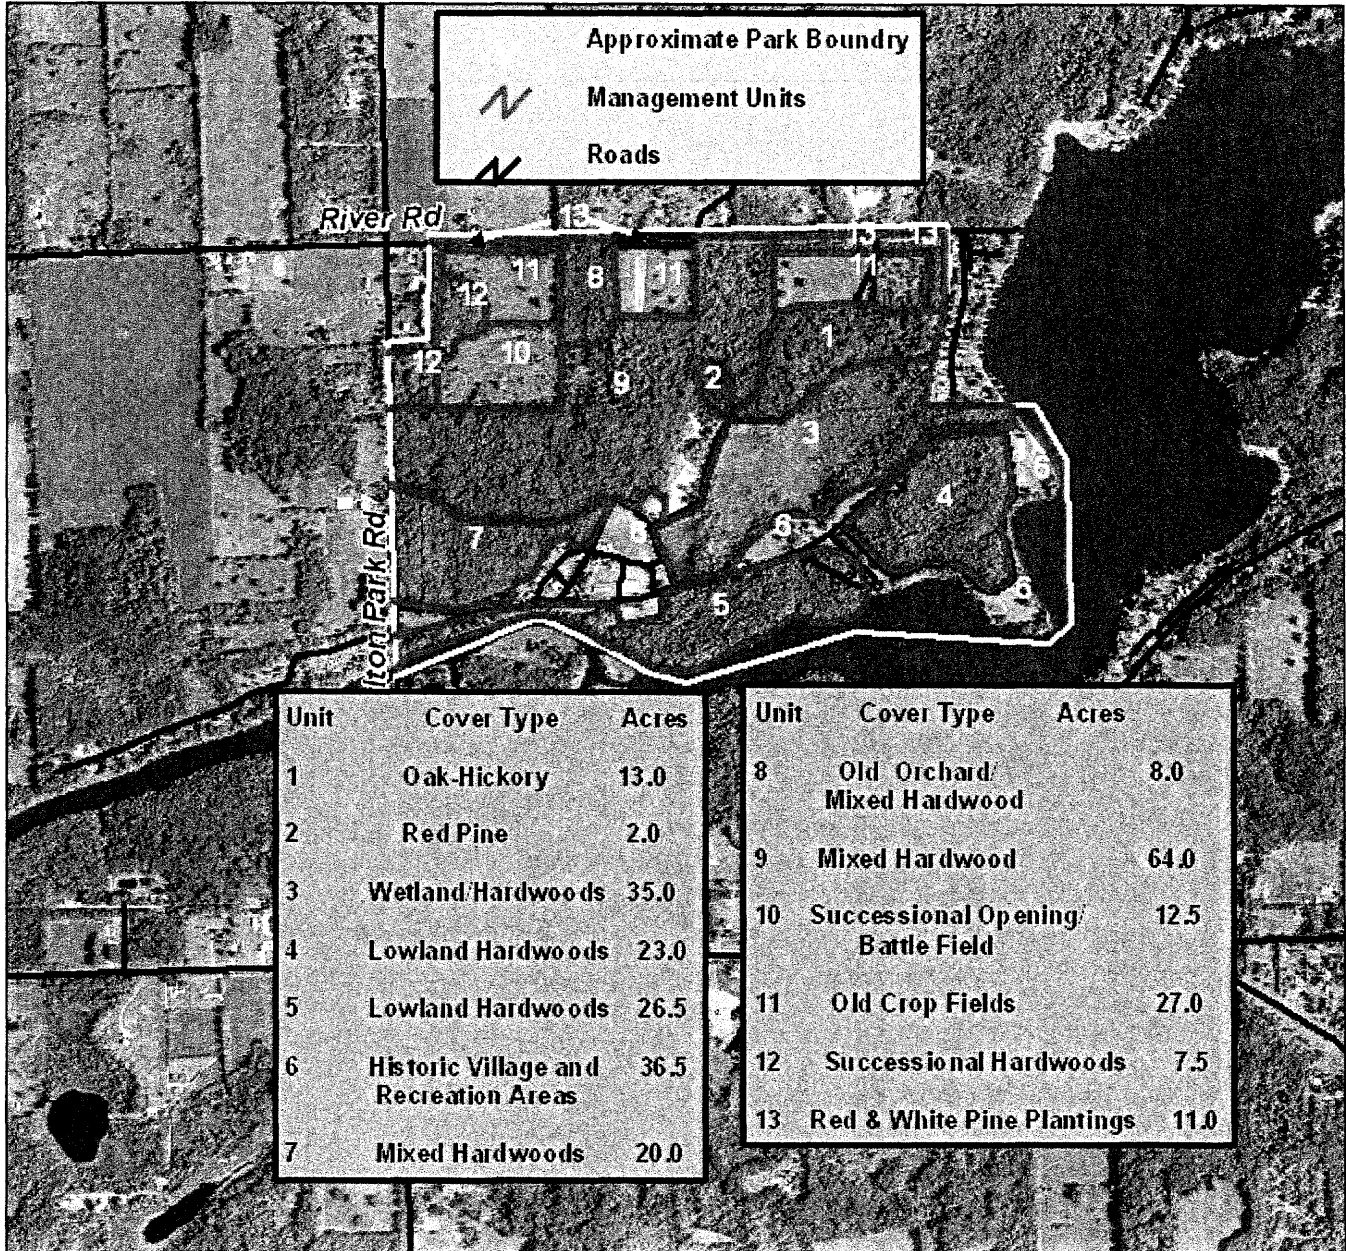 Approximate Park Boundry
Management Units
Roads
River Rd
13
13
13
11
8
11
11
12
1
10
12
9
2
3
6
4
7
6
6
5
6
lton Park Rd
Unit Cover Type Acres
1 Oak-Hickory 13.0
2 Red Pine 2.0
3 Wetland/Hardwoods 35.0
4 Lowland Hardwoods 23.0
5 Lowland Hardwoods 26.5
6 Historic Village and 36.5
Recreation Areas
7 Mixed Hardwoods 20.0
Unit Cover Type Acres
8 Old Orchard/ 8.0
Mixed Hardwood
9 Mixed Hardwood 64.0
10 Successional Opening/ 12.5
Battle Field
11 Old Crop Fields 27.0
12 Successional Hardwoods 7.5
13 Red & White Pine Plantings 11.0